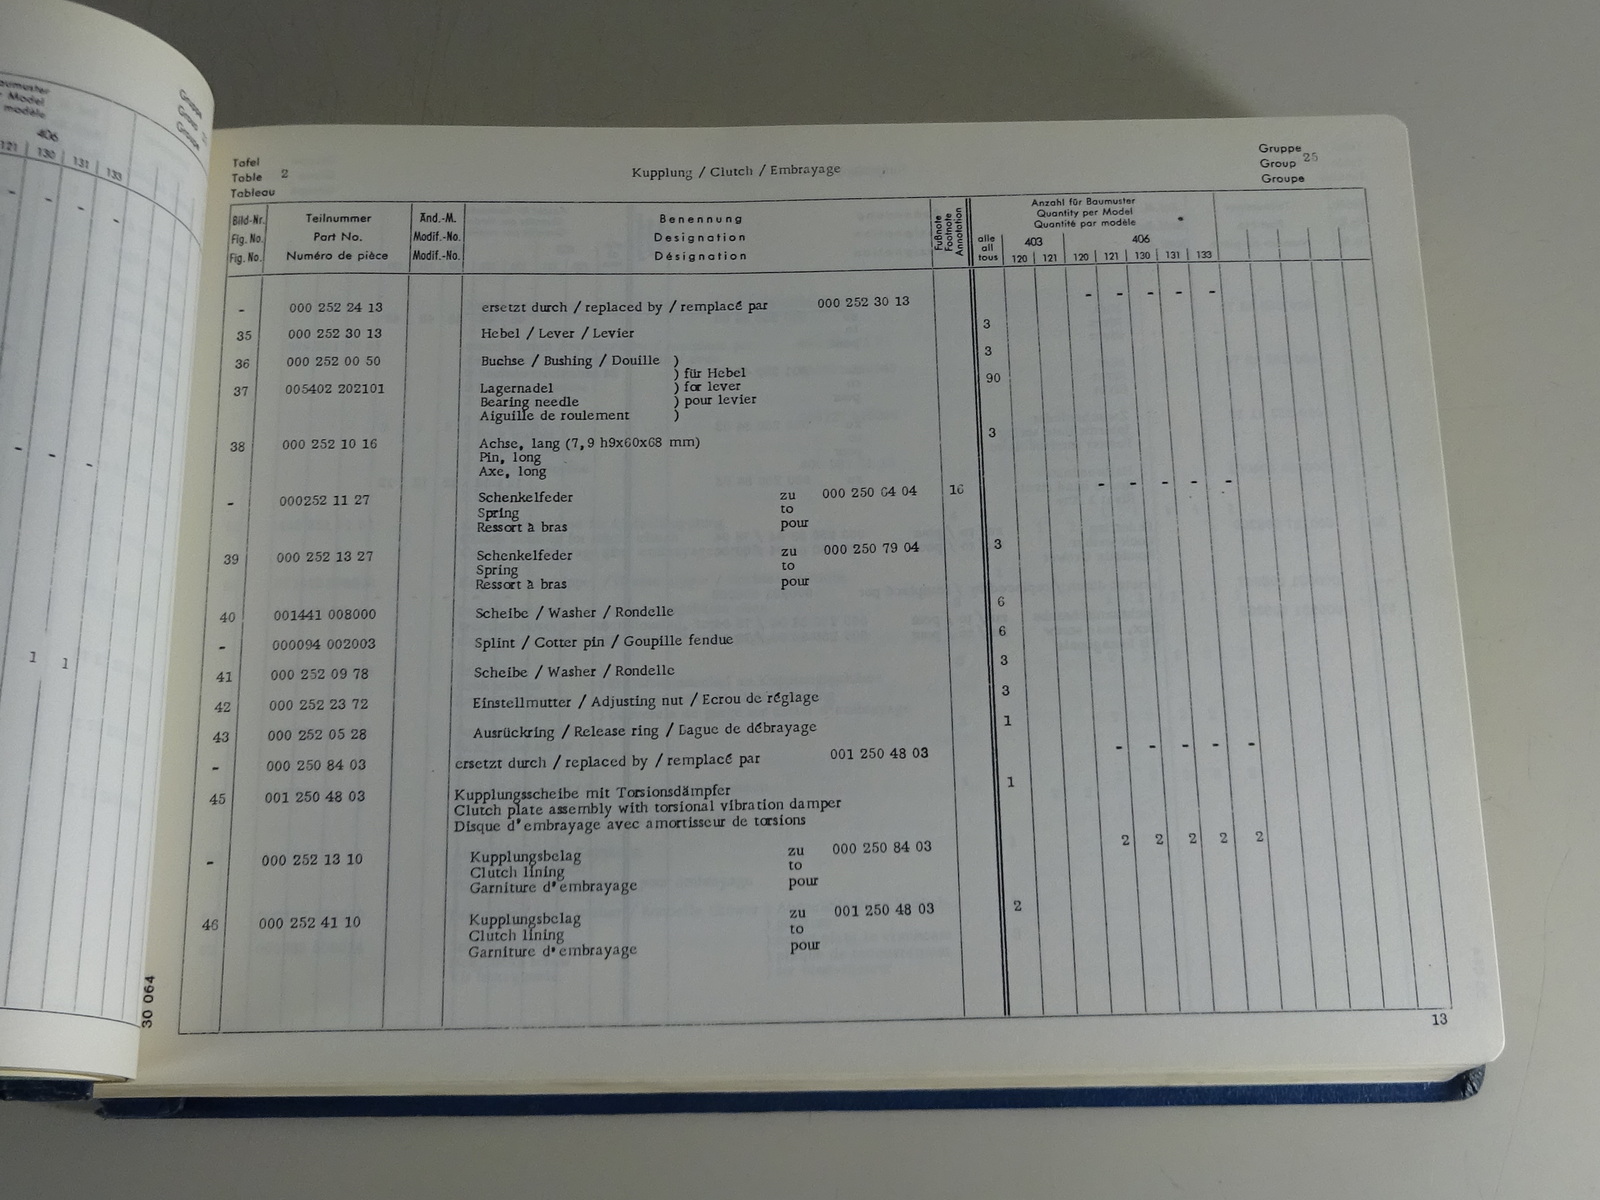 Baumuster
Model
modèle
406
121 130 131 133
Gruppe
Group
Groupe
1 1
Tafel
Table 2
Tableau
Kupplung / Clutch / Embrayage
Gruppe
Group 25
Groupe
Bild-Nr. Teilnummer Änd.-M. Benennung
Fig. No. Part No. Modif.-No. Designation
Fig. No. Numéro de pièce Modif.-No. Désignation
Fußnote
Footnote
Annotation
Anzahl für Baumuster
Quantity per Model
Quantité par modèle
alle
all
tous
403 406
120 121 120 121 130 131 133
- 000 252 24 13 ersetzt durch / replaced by / remplacé par 000 252 30 13 - - - - -
35 000 252 30 13 Hebel / Lever / Levier 3
36 000 252 00 50 Buchse / Bushing / Douille ) 3
) für Hebel
37 005402 202101 Lagernadel ) for lever 90
Bearing needle ) pour levier
Aiguille de roulement )
38 000 252 10 16 Achse, lang (7,9 h9x60x68 mm) 3
Pin, long
Axe, long
- 000252 11 27 Schenkelfeder zu 000 250 64 04 16 - - - - -
Spring to
Ressort à bras pour
39 000 252 13 27 Schenkelfeder zu 000 250 79 04 3
Spring to
Ressort à bras pour
40 001441 008000 Scheibe / Washer / Rondelle 6
- 000094 002003 Splint / Cotter pin / Goupille fendue 6
41 000 252 09 78 Scheibe / Washer / Rondelle 3
42 000 252 23 72 Einstellmutter / Adjusting nut / Ecrou de réglage 3
43 000 252 05 28 Ausrückring / Release ring / Bague de débrayage 1
- 000 250 84 03 ersetzt durch / replaced by / remplacé par 001 250 48 03 - - - - -
45 001 250 48 03 Kupplungsscheibe mit Torsionsdämpfer 1
Clutch plate assembly with torsional vibration damper
Disque d'embrayage avec amortisseur de torsions
- 000 252 13 10 Kupplungsbelag zu 000 250 84 03 2 2 2 2 2
Clutch lining to
Garniture d'embrayage pour
46 000 252 41 10 Kupplungsbelag zu 001 250 48 03 2
Clutch lining to
Garniture d'embrayage pour
30 064
13